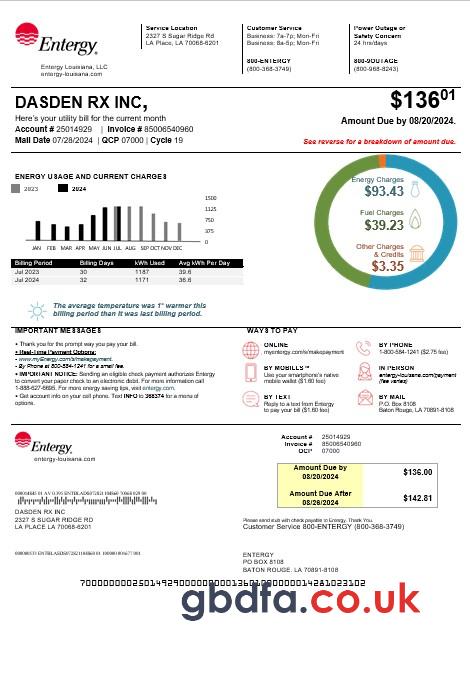 Entergy
Entergy Louisiana, LLC
entergy-louisiana.com
Service Location
2327 S Sugar Ridge Rd
LA Place, LA 70068-6201
Customer Service
Business: 7a-7p; Mon-Fri
Business: 8a-5p; Mon-Fri
800-ENTERGY
(800-368-3749)
Power Outage or
Safety Concern
24 hrs/days
800-9OUTAGE
(800-968-8243)
DASDEN RX INC,
Here's your utility bill for the current month
Account # 25014929 | Invoice # 85006540960
Mail Date 07/28/2024 | QCP 07000 | Cycle 19
$136⁰¹
Amount Due by 08/20/2024.
See reverse for a breakdown of amount due.
ENERGY USAGE AND CURRENT CHARGES
2023 2024
1500
1125
750
375
0
JAN FEB MAR APR MAY JUN JUL AUG SEP OCT NOV DEC
Billing Period Billing Days kWh Used Avg kWh Per Day
Jul 2023 30 1187 39.6
Jul 2024 32 1171 36.6
Energy Charges
$93.43
Fuel Charges
$39.23
Other Charges
& Credits
$3.35
The average temperature was 1° warmer this
billing period then it was last billing period.
IMPORTANT MESSAGES
• Thank you for the prompt way you pay your bill.
• Real-Time Payment Options:
- www.myEnergy.com/makepayment.
- By Phone at 800-584-1241 for a small fee.
• IMPORTANT NOTICE: Sending an eligible check payment authorizes Entergy
to convert your paper check to an electronic debit. For more information call
1-888-627-6695. For more energy saving tips, visit entergy.com.
• Get account info on your cell phone. Text INFO to 368374 for a menu of
options.
WAYS TO PAY
ONLINE
myentergy.com/s/makepayment
BY MOBILLS™
Use your smartphone's native
mobile wallet ($1.60 fee)
BY TEXT
Reply to a text from Entergy
to pay your bill ($1.60 fee)
BY PHONE
1-800-584-1241 ($2.75 fee)
IN PERSON
entergy-louisiana.com/payment
(fee varies)
BY MAIL
P.O. Box 8108
Baton Rouge, LA 70891-8108
Entergy
entergy-louisiana.com
Account # 25014929
Invoice # 85006540960
QCP 07000
Amount Due by
08/20/2024
$136.00
Amount Due After
08/26/2024
$142.81
DASDEN RX INC
2327 S SUGAR RIDGE RD
LA PLACE LA 70068-6201
Please send stub with check payable to Entergy. Thank You.
Customer Service 800-ENTERGY (800-368-3749)
ENTERGY
PO BOX 8108
BATON ROUGE, LA 70891-8108
gbdfa.co.uk